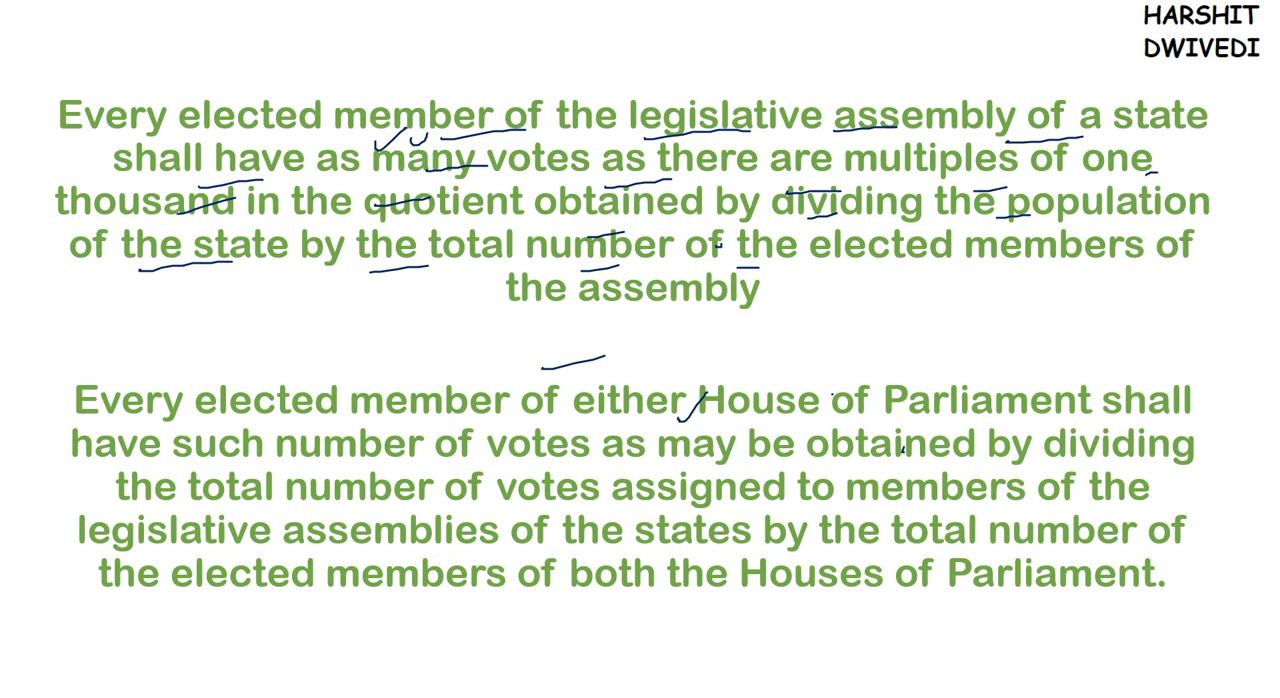 HARSHIT
DWIVEDI
Every elected member of the legislative assembly of a state
shall have as many votes as there are multiples of one
thousand in the quotient obtained by dividing the population
of the state by the total number of the elected members of
the assembly
Every elected member of either House of Parliament shall
have such number of votes as may be obtained by dividing
the total number of votes assigned to members of the
legislative assemblies of the states by the total number of
the elected members of both the Houses of Parliament.